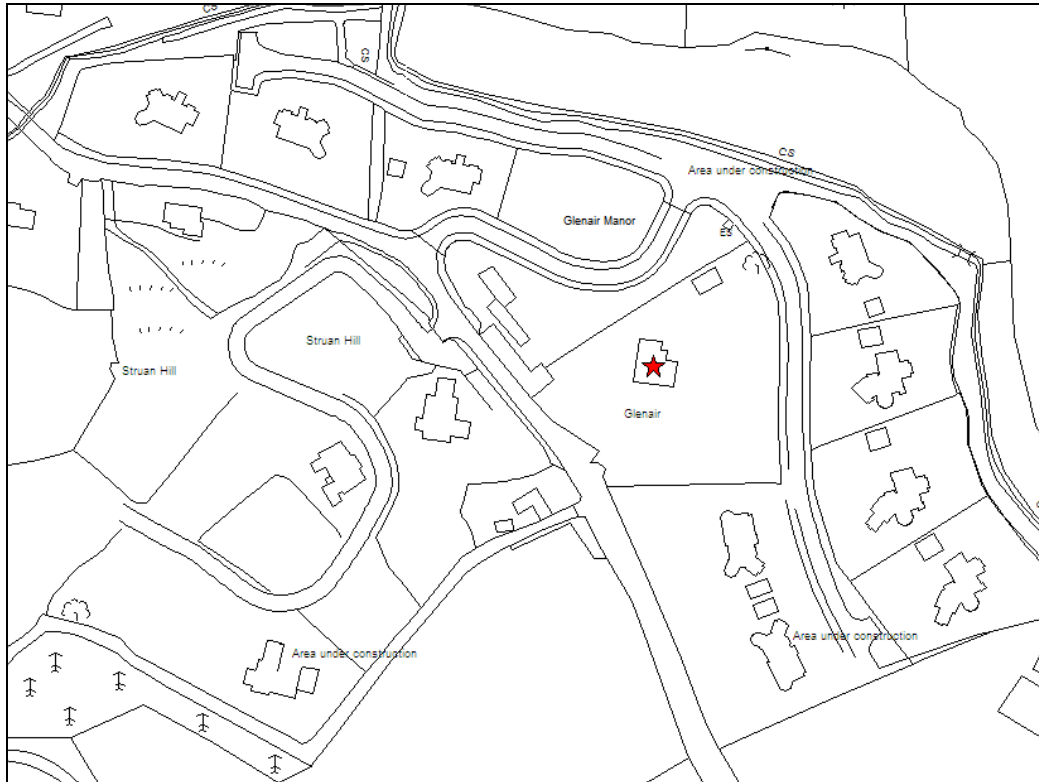 CS
CS
CS
Area under construction
Glenair Manor
ES
Struan Hill
Struan Hill
Glenair
Area under construction
Area under construction